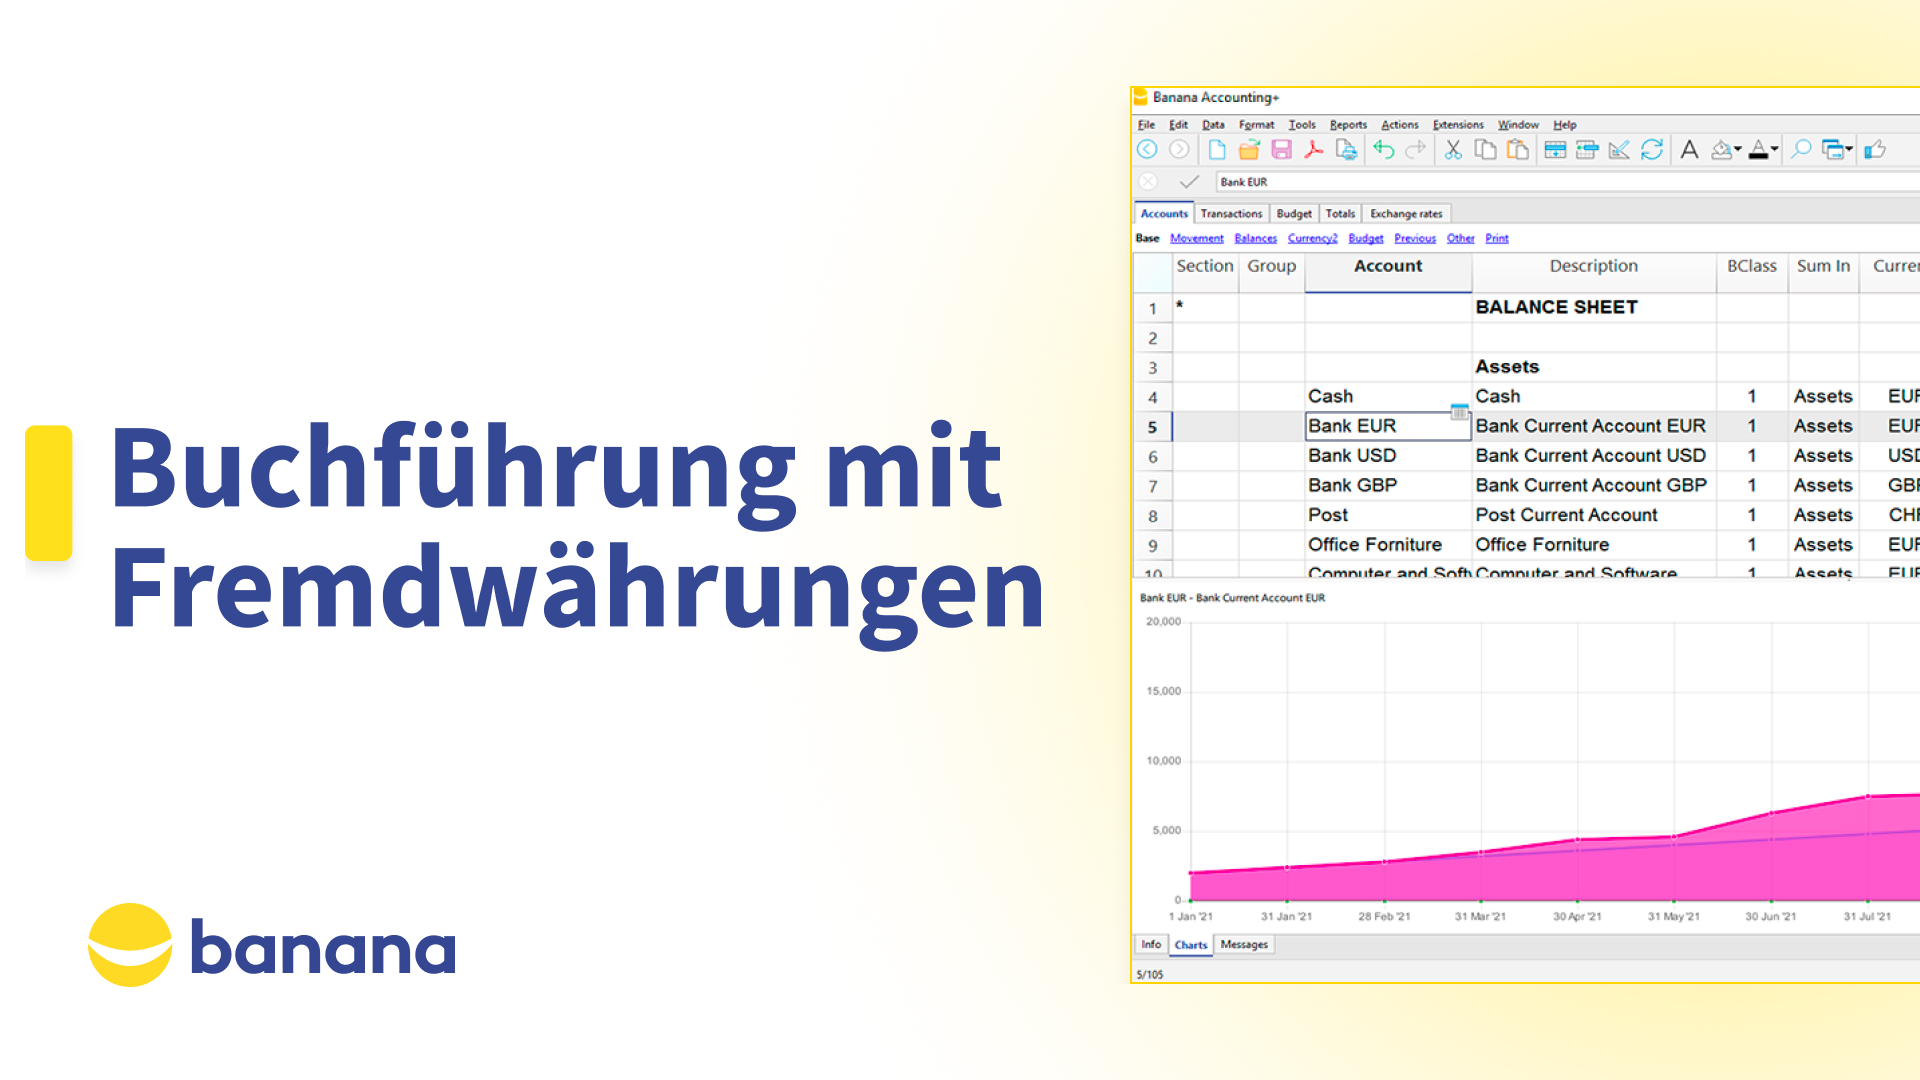 Buchführung mit
Fremdwährungen
banana
Banana Accounting+
File Edit Data Format Tools Reports Actions Extensions Window Help
Bank EUR
Accounts Transactions Budget Totals Exchange rates
Base Movement Balances Currency2 Budget Previous Other Print
Section Group Account Description BClass Sum In Curre
1 * BALANCE SHEET
2
3 Assets
4 Cash Cash 1 Assets EUR
5 Bank EUR Bank Current Account EUR 1 Assets EUR
6 Bank USD Bank Current Account USD 1 Assets USD
7 Bank GBP Bank Current Account GBP 1 Assets GBP
8 Post Post Current Account 1 Assets CHF
9 Office Forniture Office Forniture 1 Assets EUR
10 Computer and Soft Computer and Software 1 Assets EUR
Bank EUR - Bank Current Account EUR
20,000
15,000
10,000
5,000
0
1 Jan '21 31 Jan '21 28 Feb '21 31 Mar '21 30 Apr '21 31 May '21 30 Jun '21 31 Jul '21
Info Charts Messages
5/105